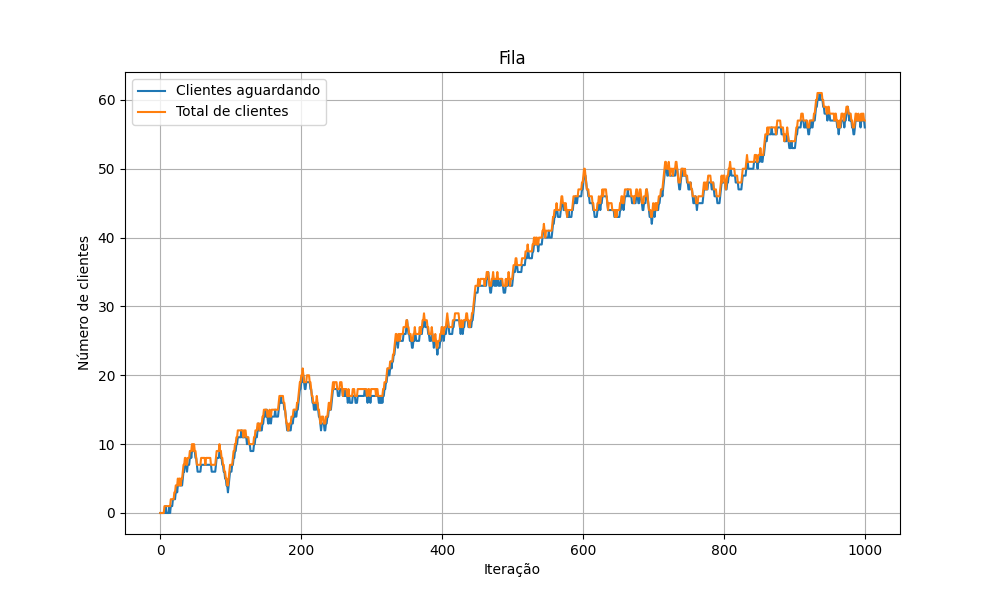 Fila
Clientes aguardando
Total de clientes
60
50
40
30
20
10
0
Número de clientes
0 200 400 600 800 1000
Iteração